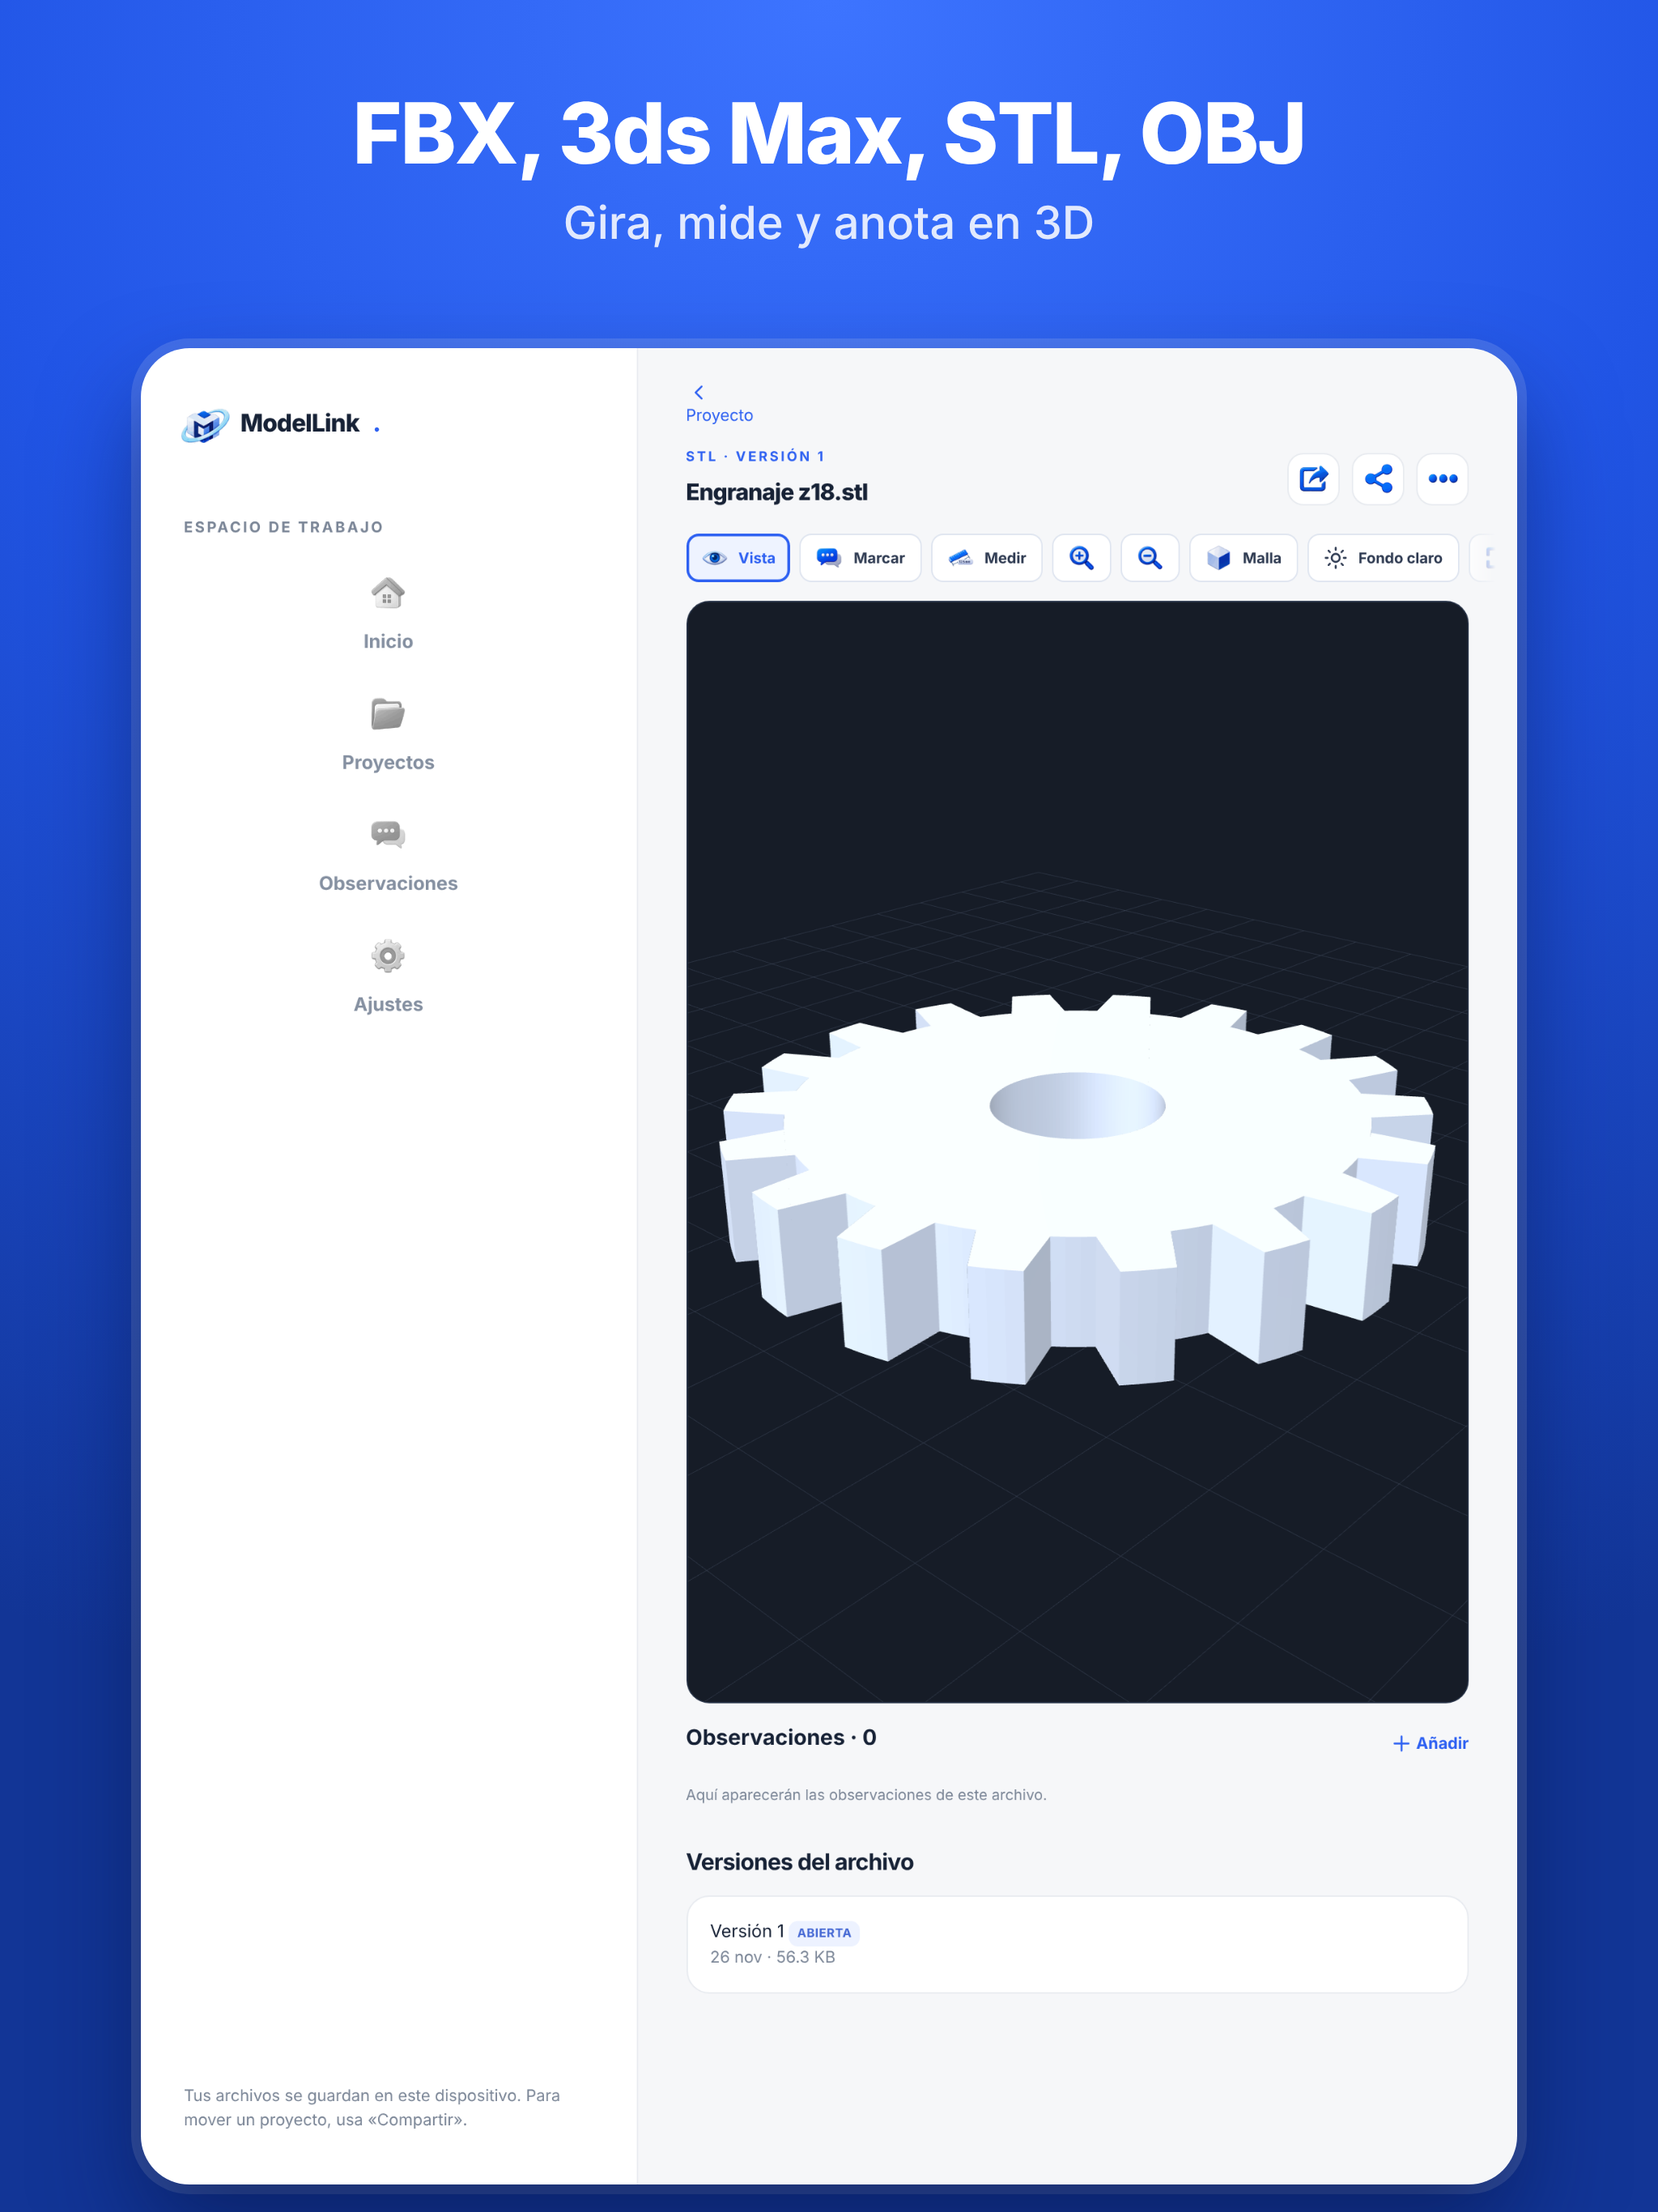 FBX, 3ds Max, STL, OBJ
Gira, mide y anota en 3D
ModelLink .
ESPACIO DE TRABAJO
Inicio
Proyectos
Observaciones
Ajustes
Tus archivos se guardan en este dispositivo. Para
mover un proyecto, usa «Compartir».
Proyecto
STL · VERSIÓN 1
Engranaje z18.stl
Vista Marcar Medir Malla Fondo claro
Observaciones · 0
+ Añadir
Aquí aparecerán las observaciones de este archivo.
Versiones del archivo
Versión 1 ABIERTA
26 nov · 56.3 KB